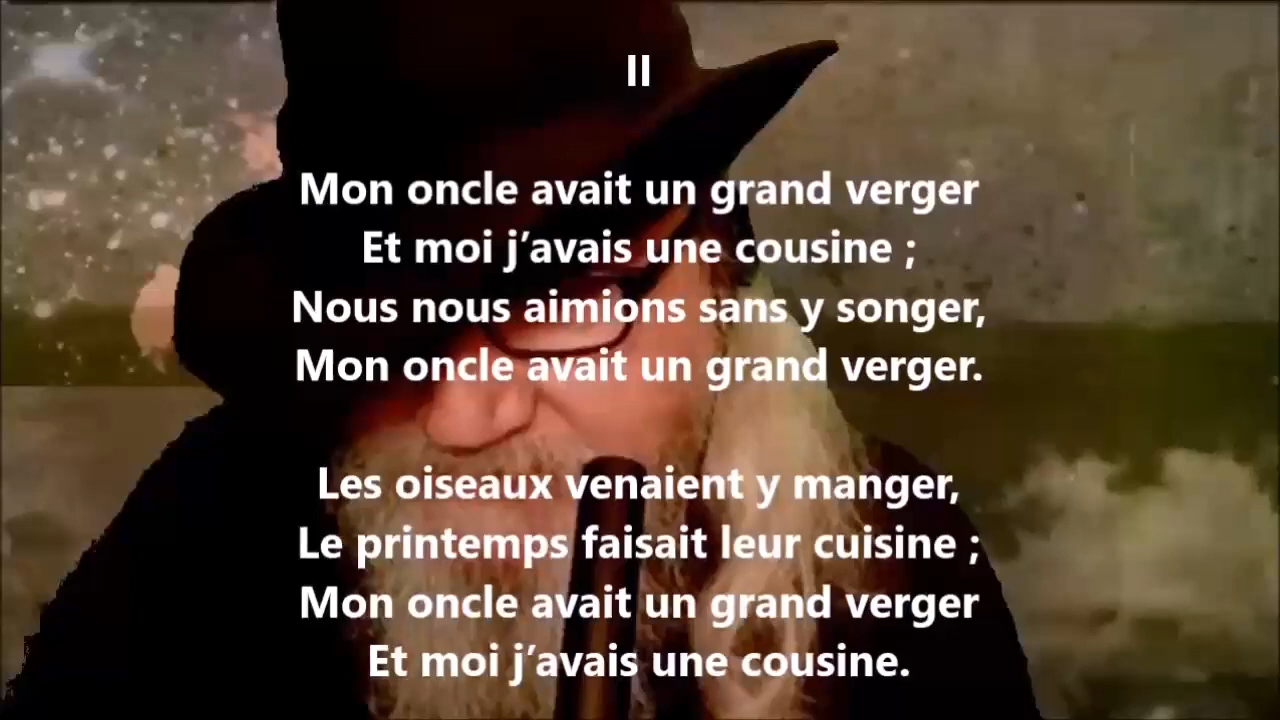 II
Mon oncle avait un grand verger
Et moi j’avais une cousine ;
Nous nous aimions sans y songer,
Mon oncle avait un grand verger.
Les oiseaux venaient y manger,
Le printemps faisait leur cuisine ;
Mon oncle avait un grand verger
Et moi j’avais une cousine.